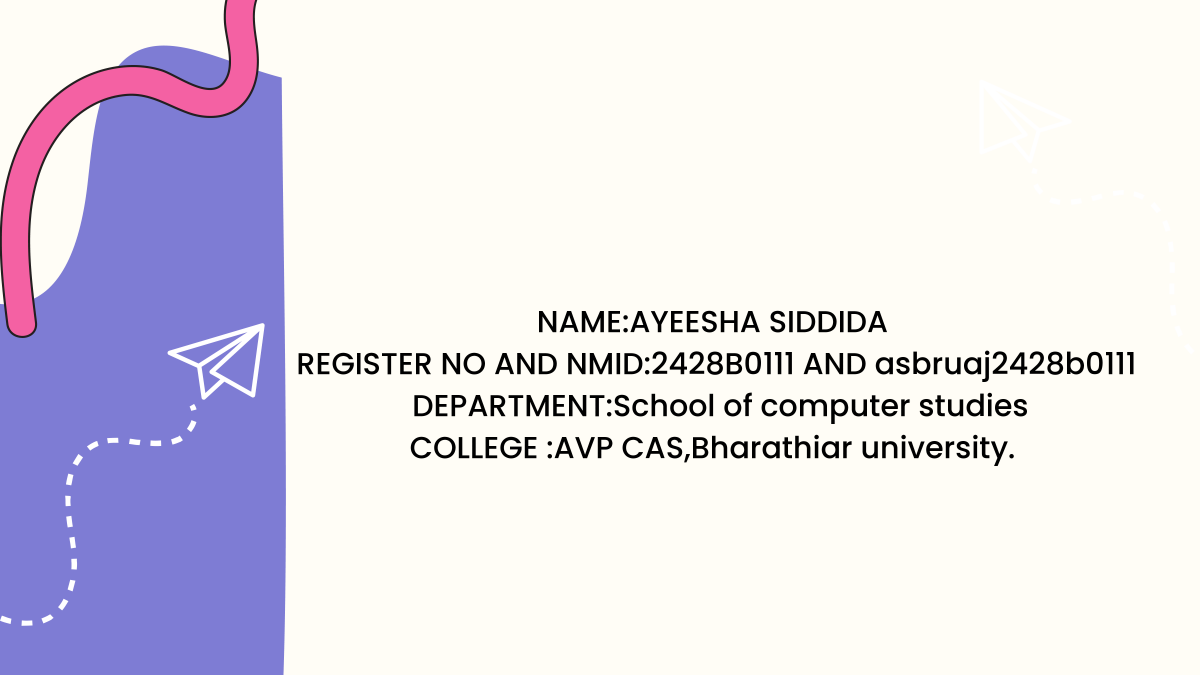 NAME:AYEESHA SIDDIDA
REGISTER NO AND NMID:2428B0111 AND asbruaj2428b0111
DEPARTMENT:School of computer studies
COLLEGE :AVP CAS,Bharathiar university.